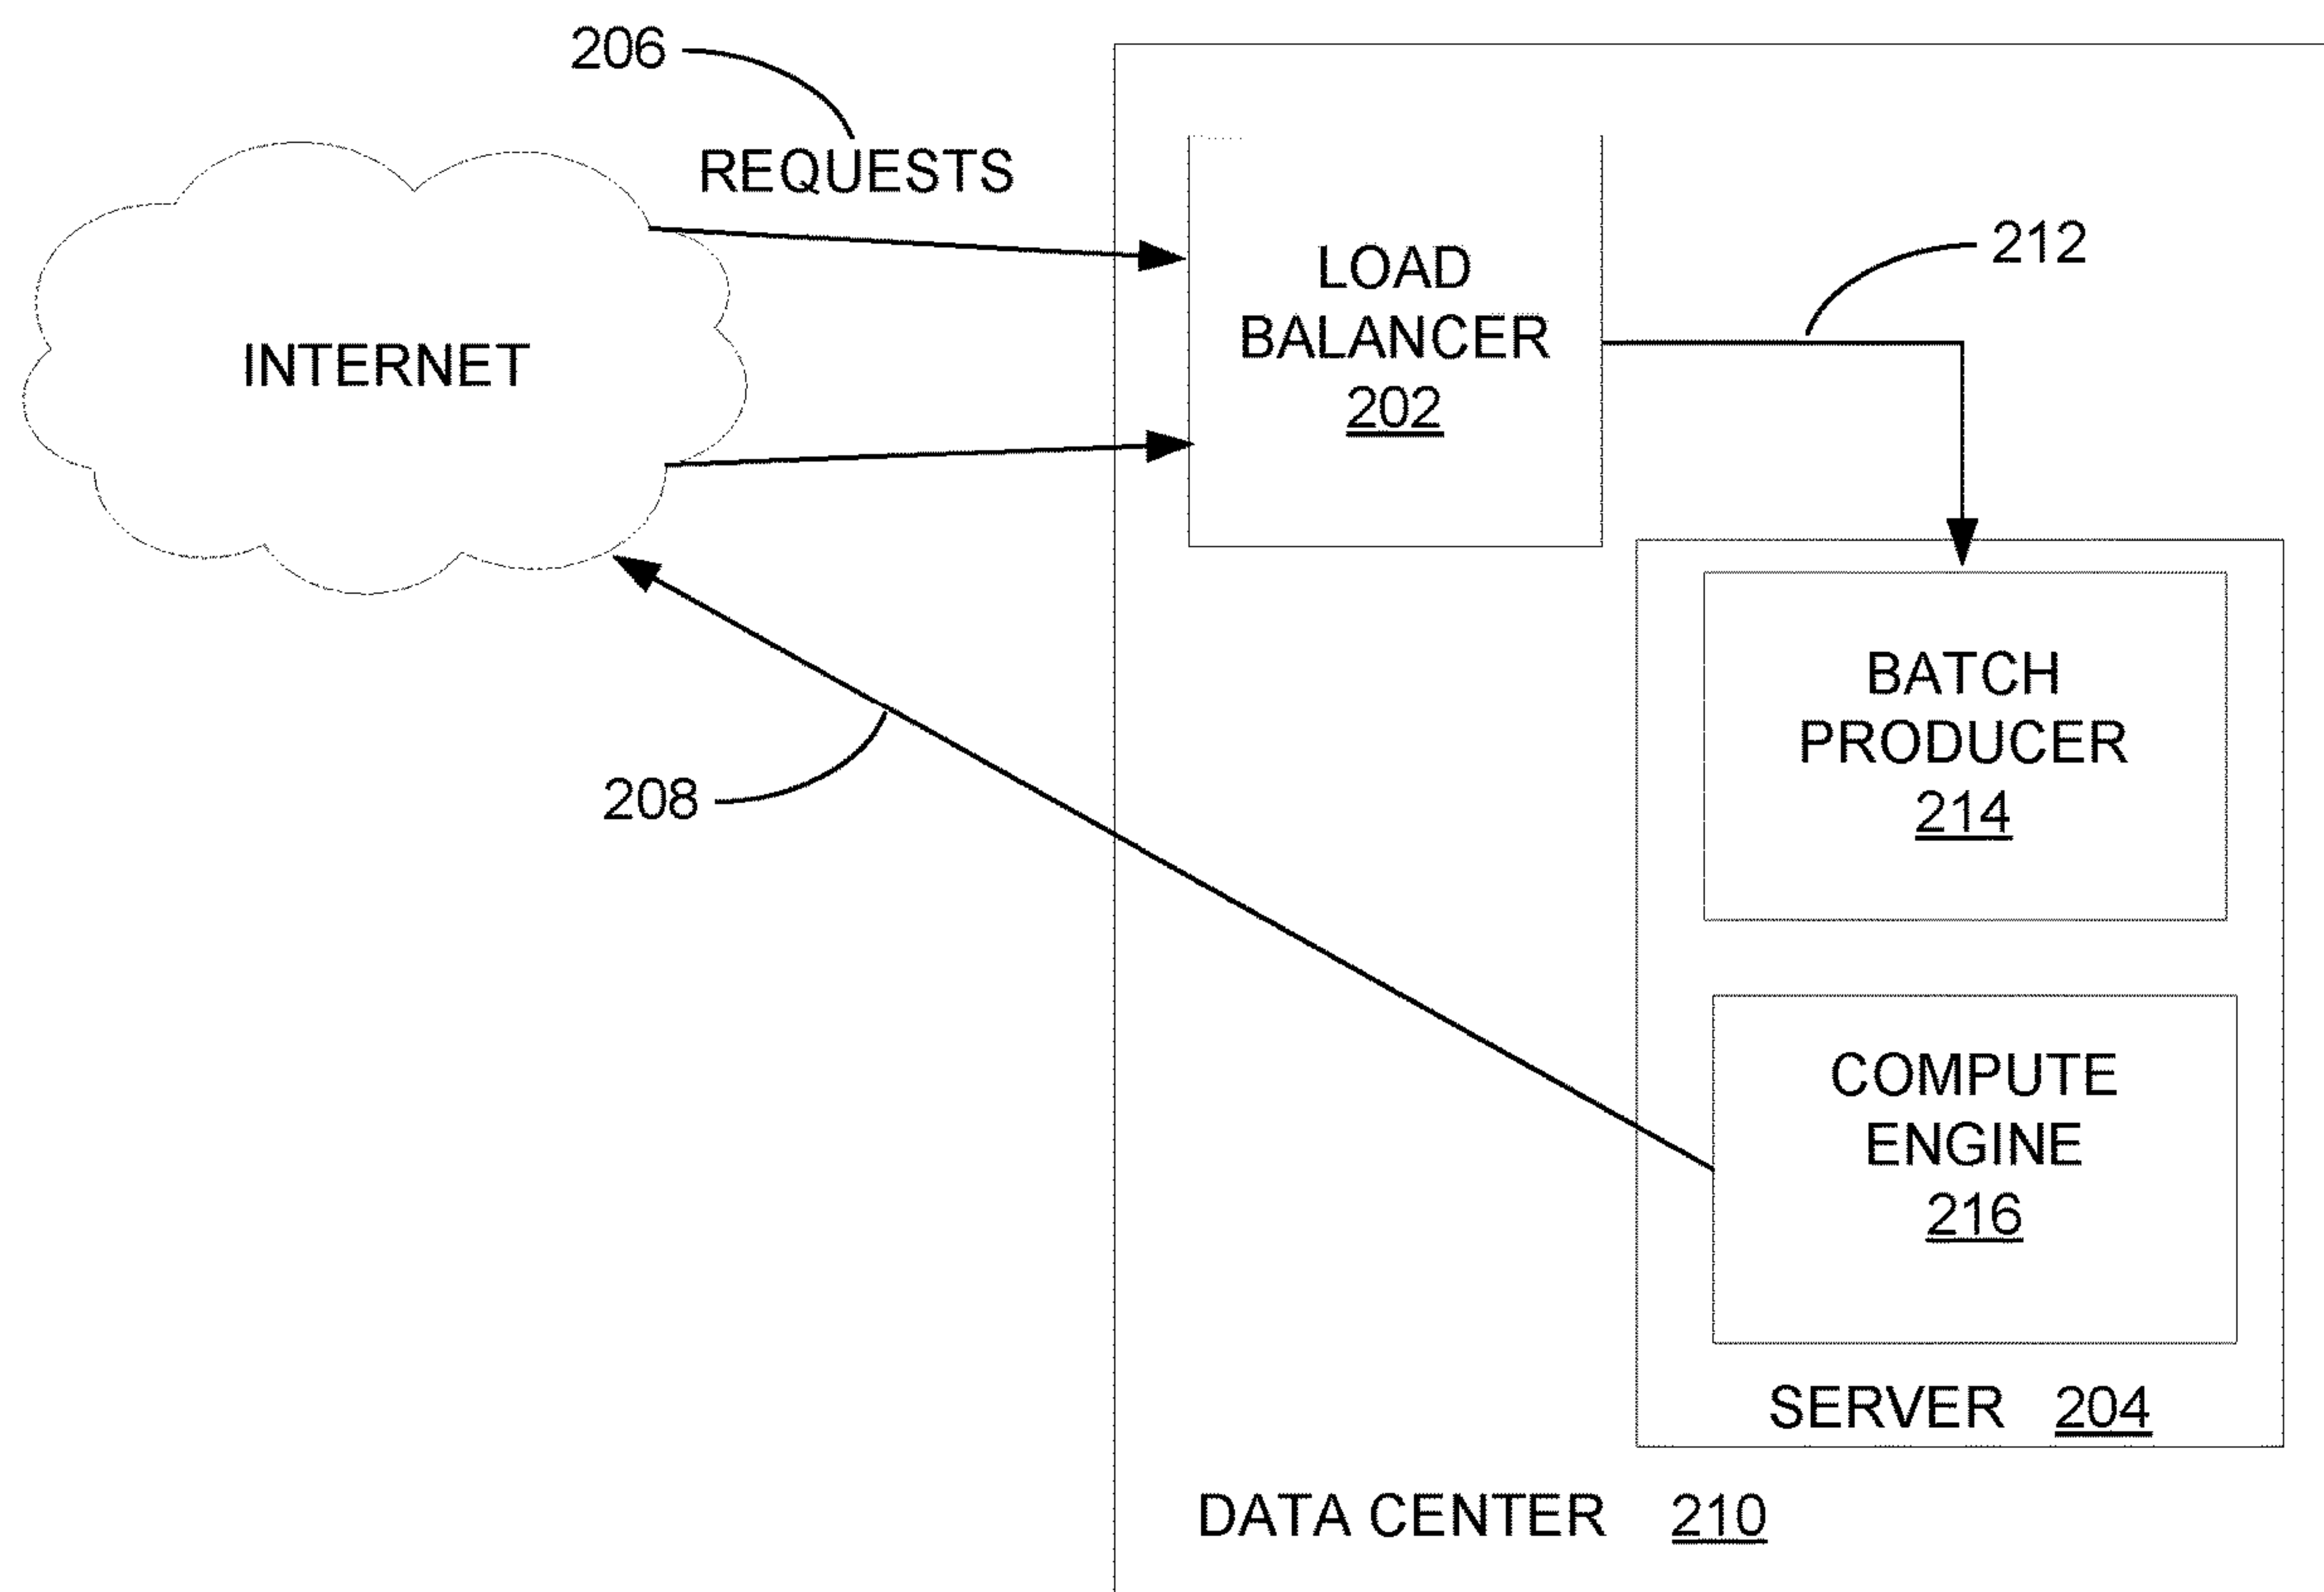 206
REQUESTS
INTERNET
LOAD
BALANCER
202
212
BATCH
PRODUCER
214
208
COMPUTE
ENGINE
216
SERVER 204
DATA CENTER 210